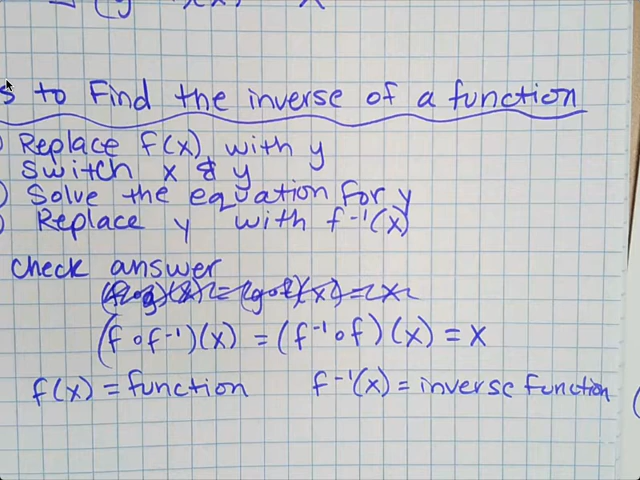 s to Find the inverse of a function
) Replace f(x) with y
switch x & y
) Solve the equation for y
) Replace y with f⁻¹(x)
check answer
(f∘f⁻¹)(x) = (f⁻¹∘f)(x) = x
f(x) = function f⁻¹(x) = inverse function